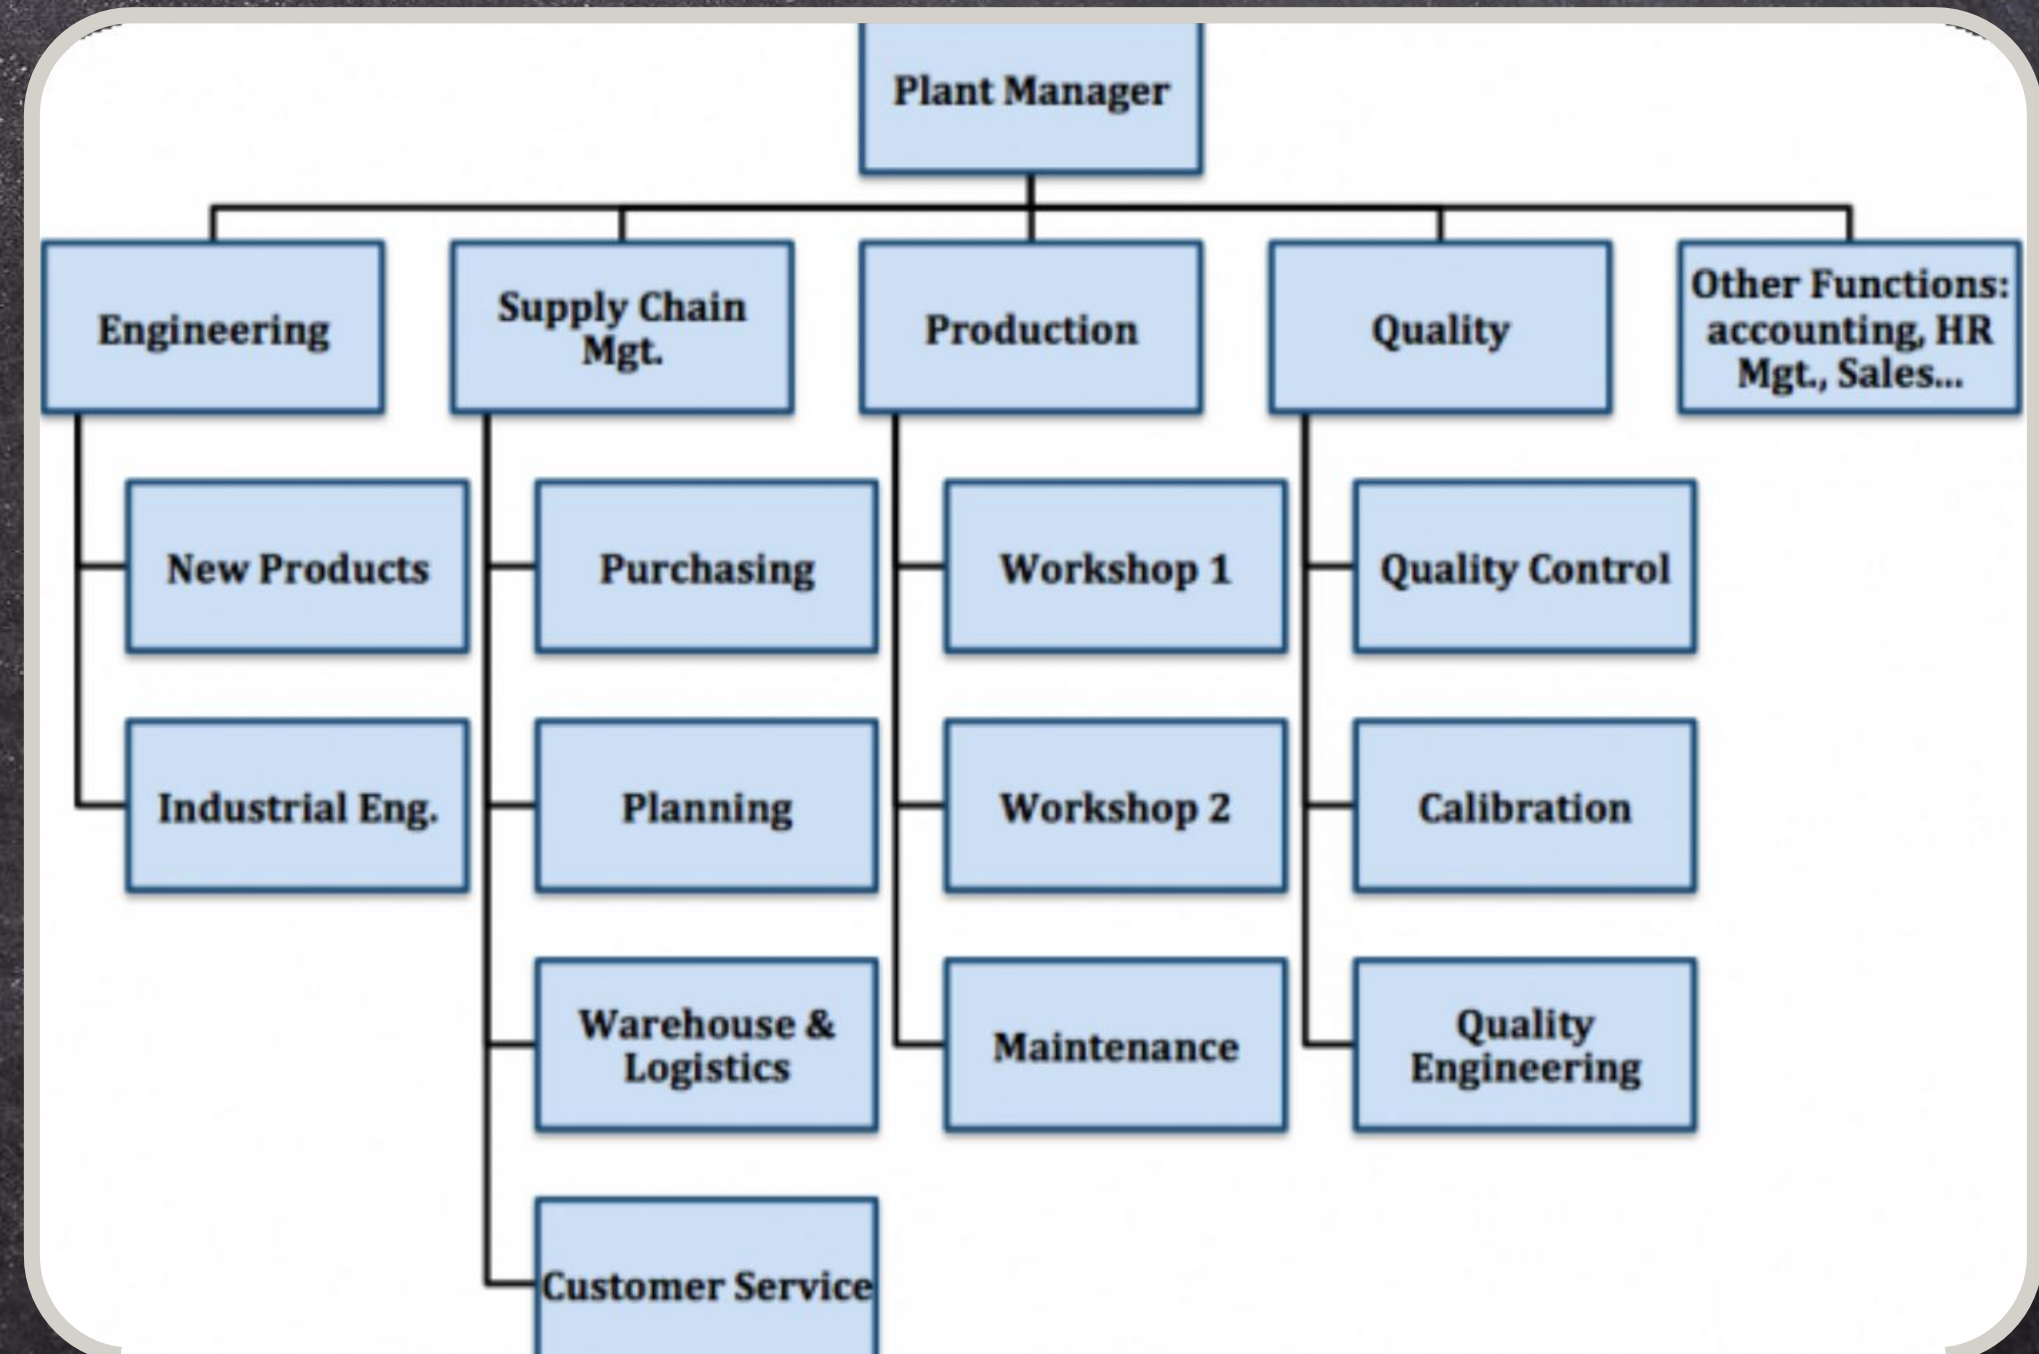 Plant Manager
Engineering
Supply Chain
Mgt.
Production
Quality
Other Functions:
accounting, HR
Mgt., Sales...
New Products
Purchasing
Workshop 1
Quality Control
Industrial Eng.
Planning
Workshop 2
Calibration
Warehouse &
Logistics
Maintenance
Quality
Engineering
Customer Service